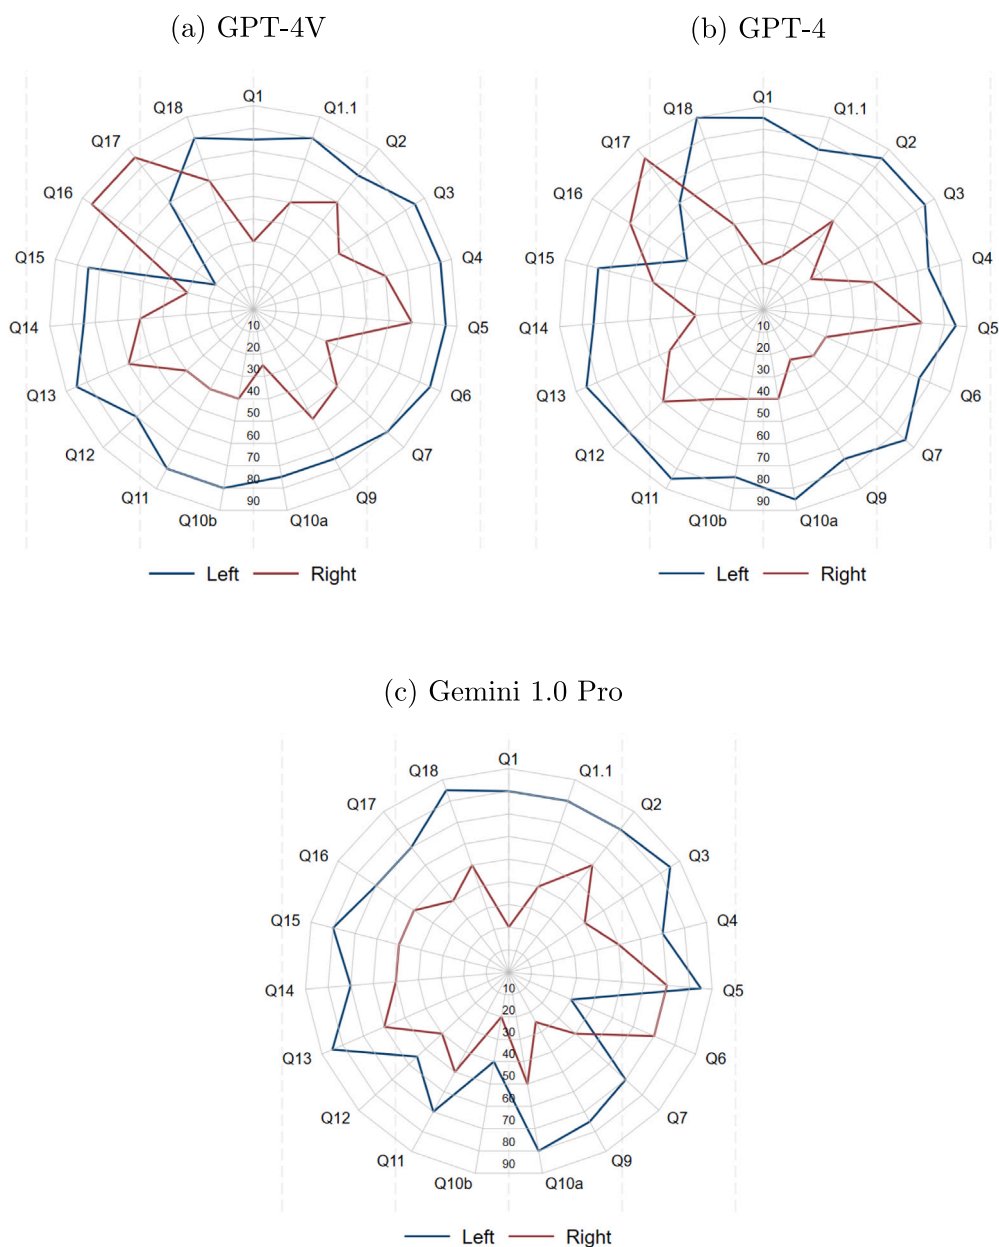 (a) GPT-4V
Q1
Q1.1
Q2
Q3
Q4
Q5
Q6
Q7
Q9
Q10a
Q10b
Q11
Q12
Q13
Q14
Q15
Q16
Q17
Q18
10
20
30
40
50
60
70
80
90
Left
Right
(b) GPT-4
Q1
Q1.1
Q2
Q3
Q4
Q5
Q6
Q7
Q9
Q10a
Q10b
Q11
Q12
Q13
Q14
Q15
Q16
Q17
Q18
10
20
30
40
50
60
70
80
90
Left
Right
(c) Gemini 1.0 Pro
Q1
Q1.1
Q2
Q3
Q4
Q5
Q6
Q7
Q9
Q10a
Q10b
Q11
Q12
Q13
Q14
Q15
Q16
Q17
Q18
10
20
30
40
50
60
70
80
90
Left
Right